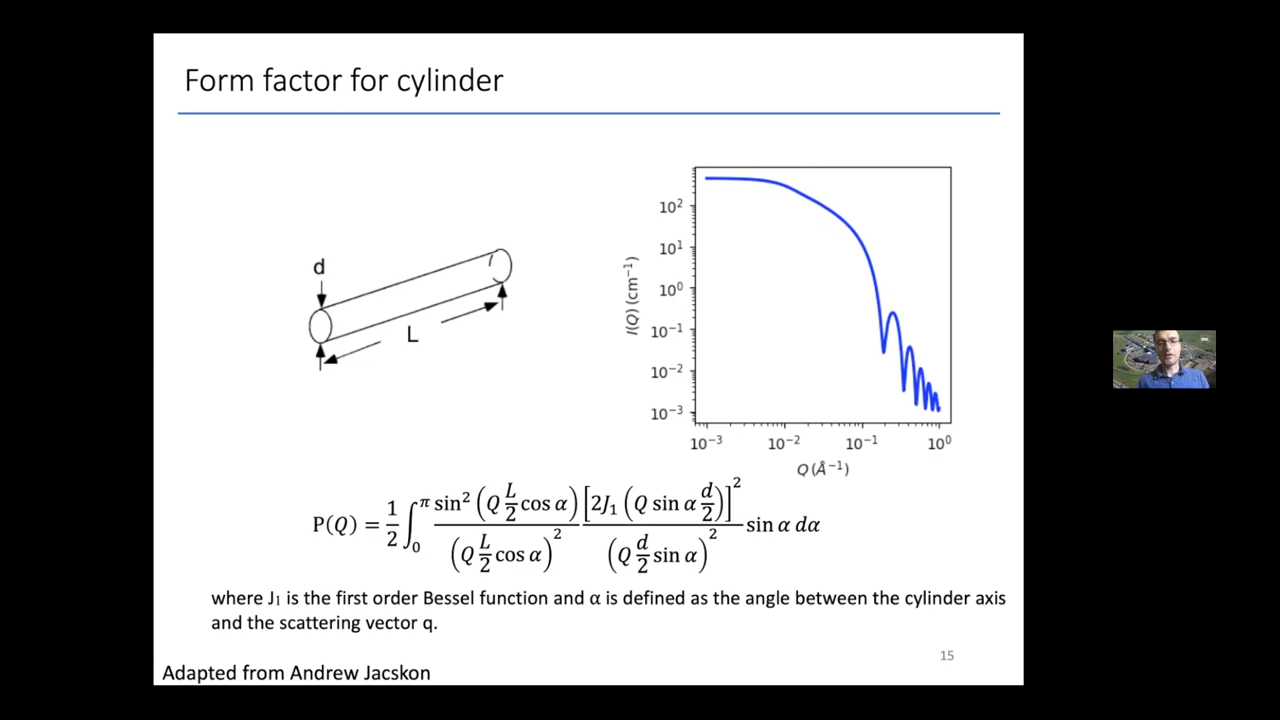 Form factor for cylinder
d
L
I(Q) (cm⁻¹)
10²
10¹
10⁰
10⁻¹
10⁻²
10⁻³
10⁻³ 10⁻² 10⁻¹ 10⁰
Q (Å⁻¹)
P(Q) = 1/2 ∫₀^π sin² (Q L/2 cos α) / (Q L/2 cos α)² [2J₁ (Q sin α d/2)]² / (Q d/2 sin α)² sin α dα
where J₁ is the first order Bessel function and α is defined as the angle between the cylinder axis
and the scattering vector q.
15
Adapted from Andrew Jacskon